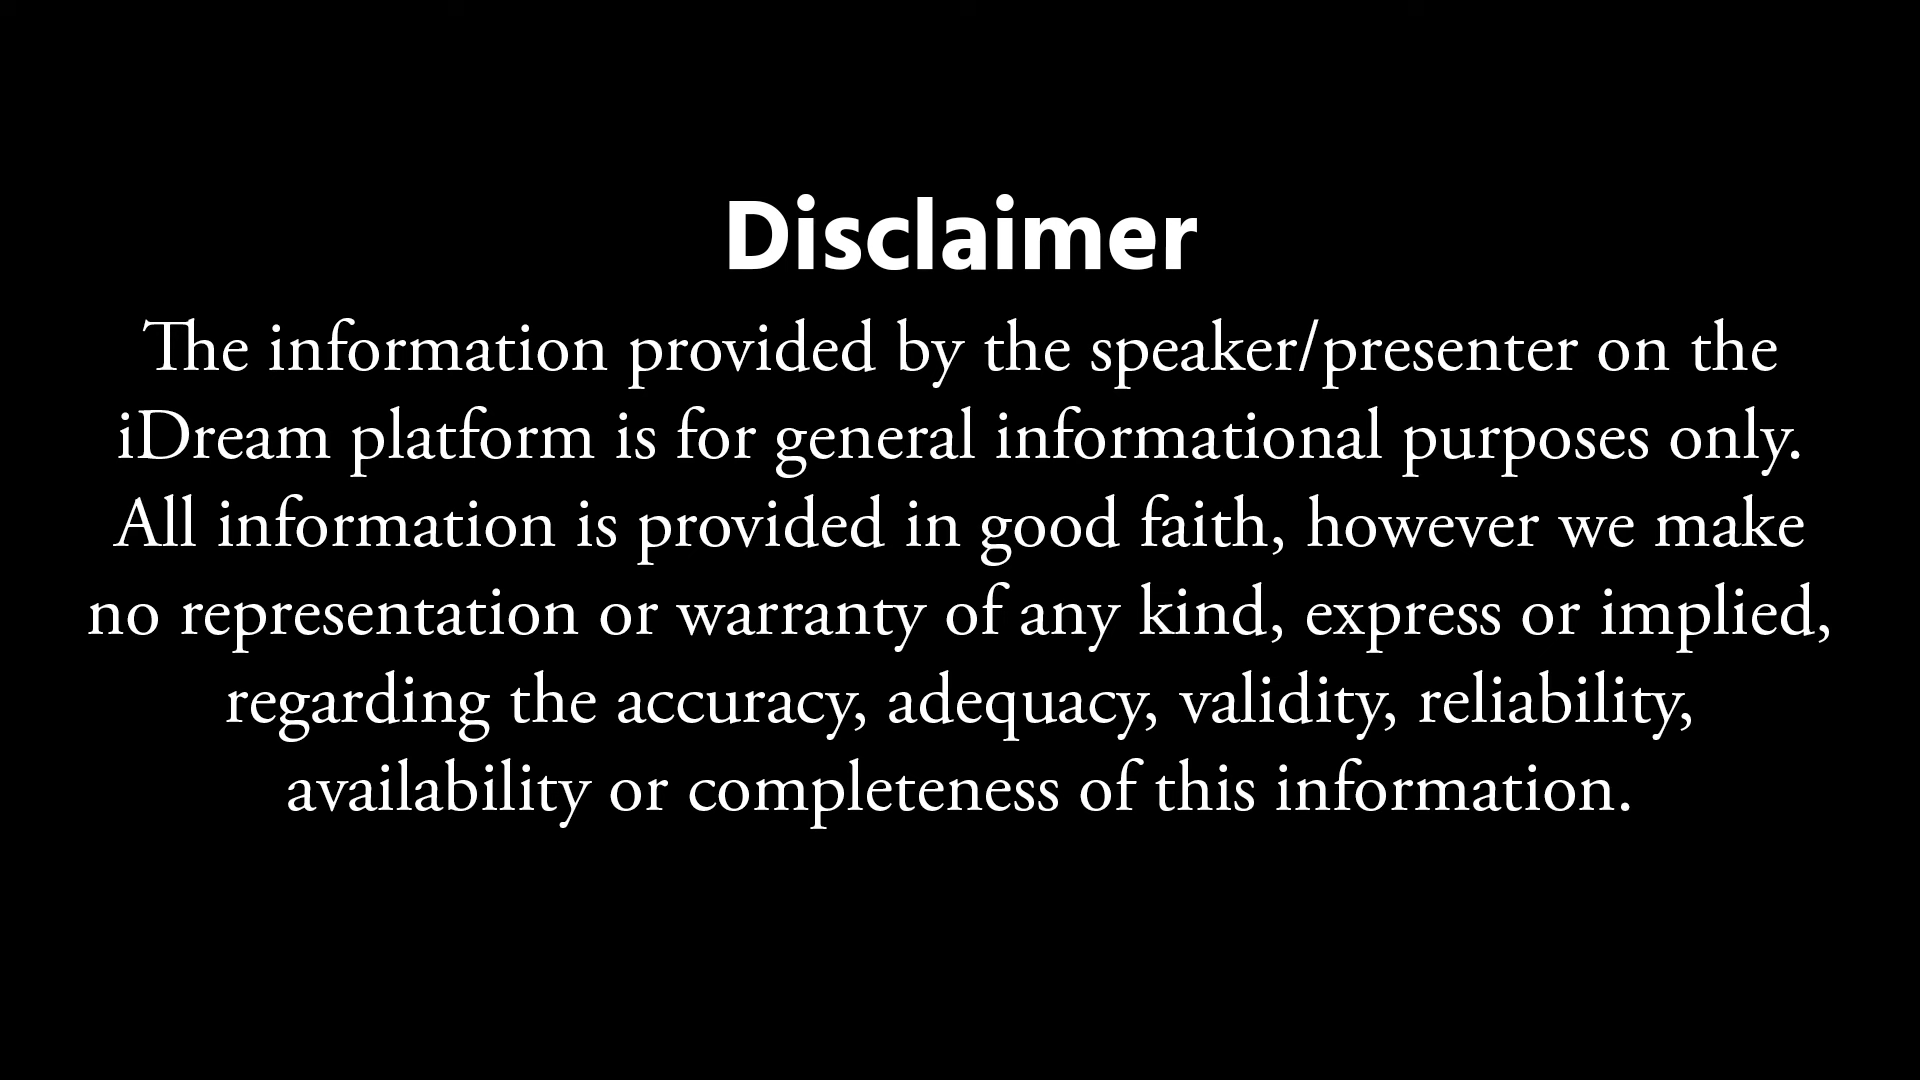 Disclaimer
The information provided by the speaker/presenter on the
iDream platform is for general informational purposes only.
All information is provided in good faith, however we make
no representation or warranty of any kind, express or implied,
regarding the accuracy, adequacy, validity, reliability,
availability or completeness of this information.